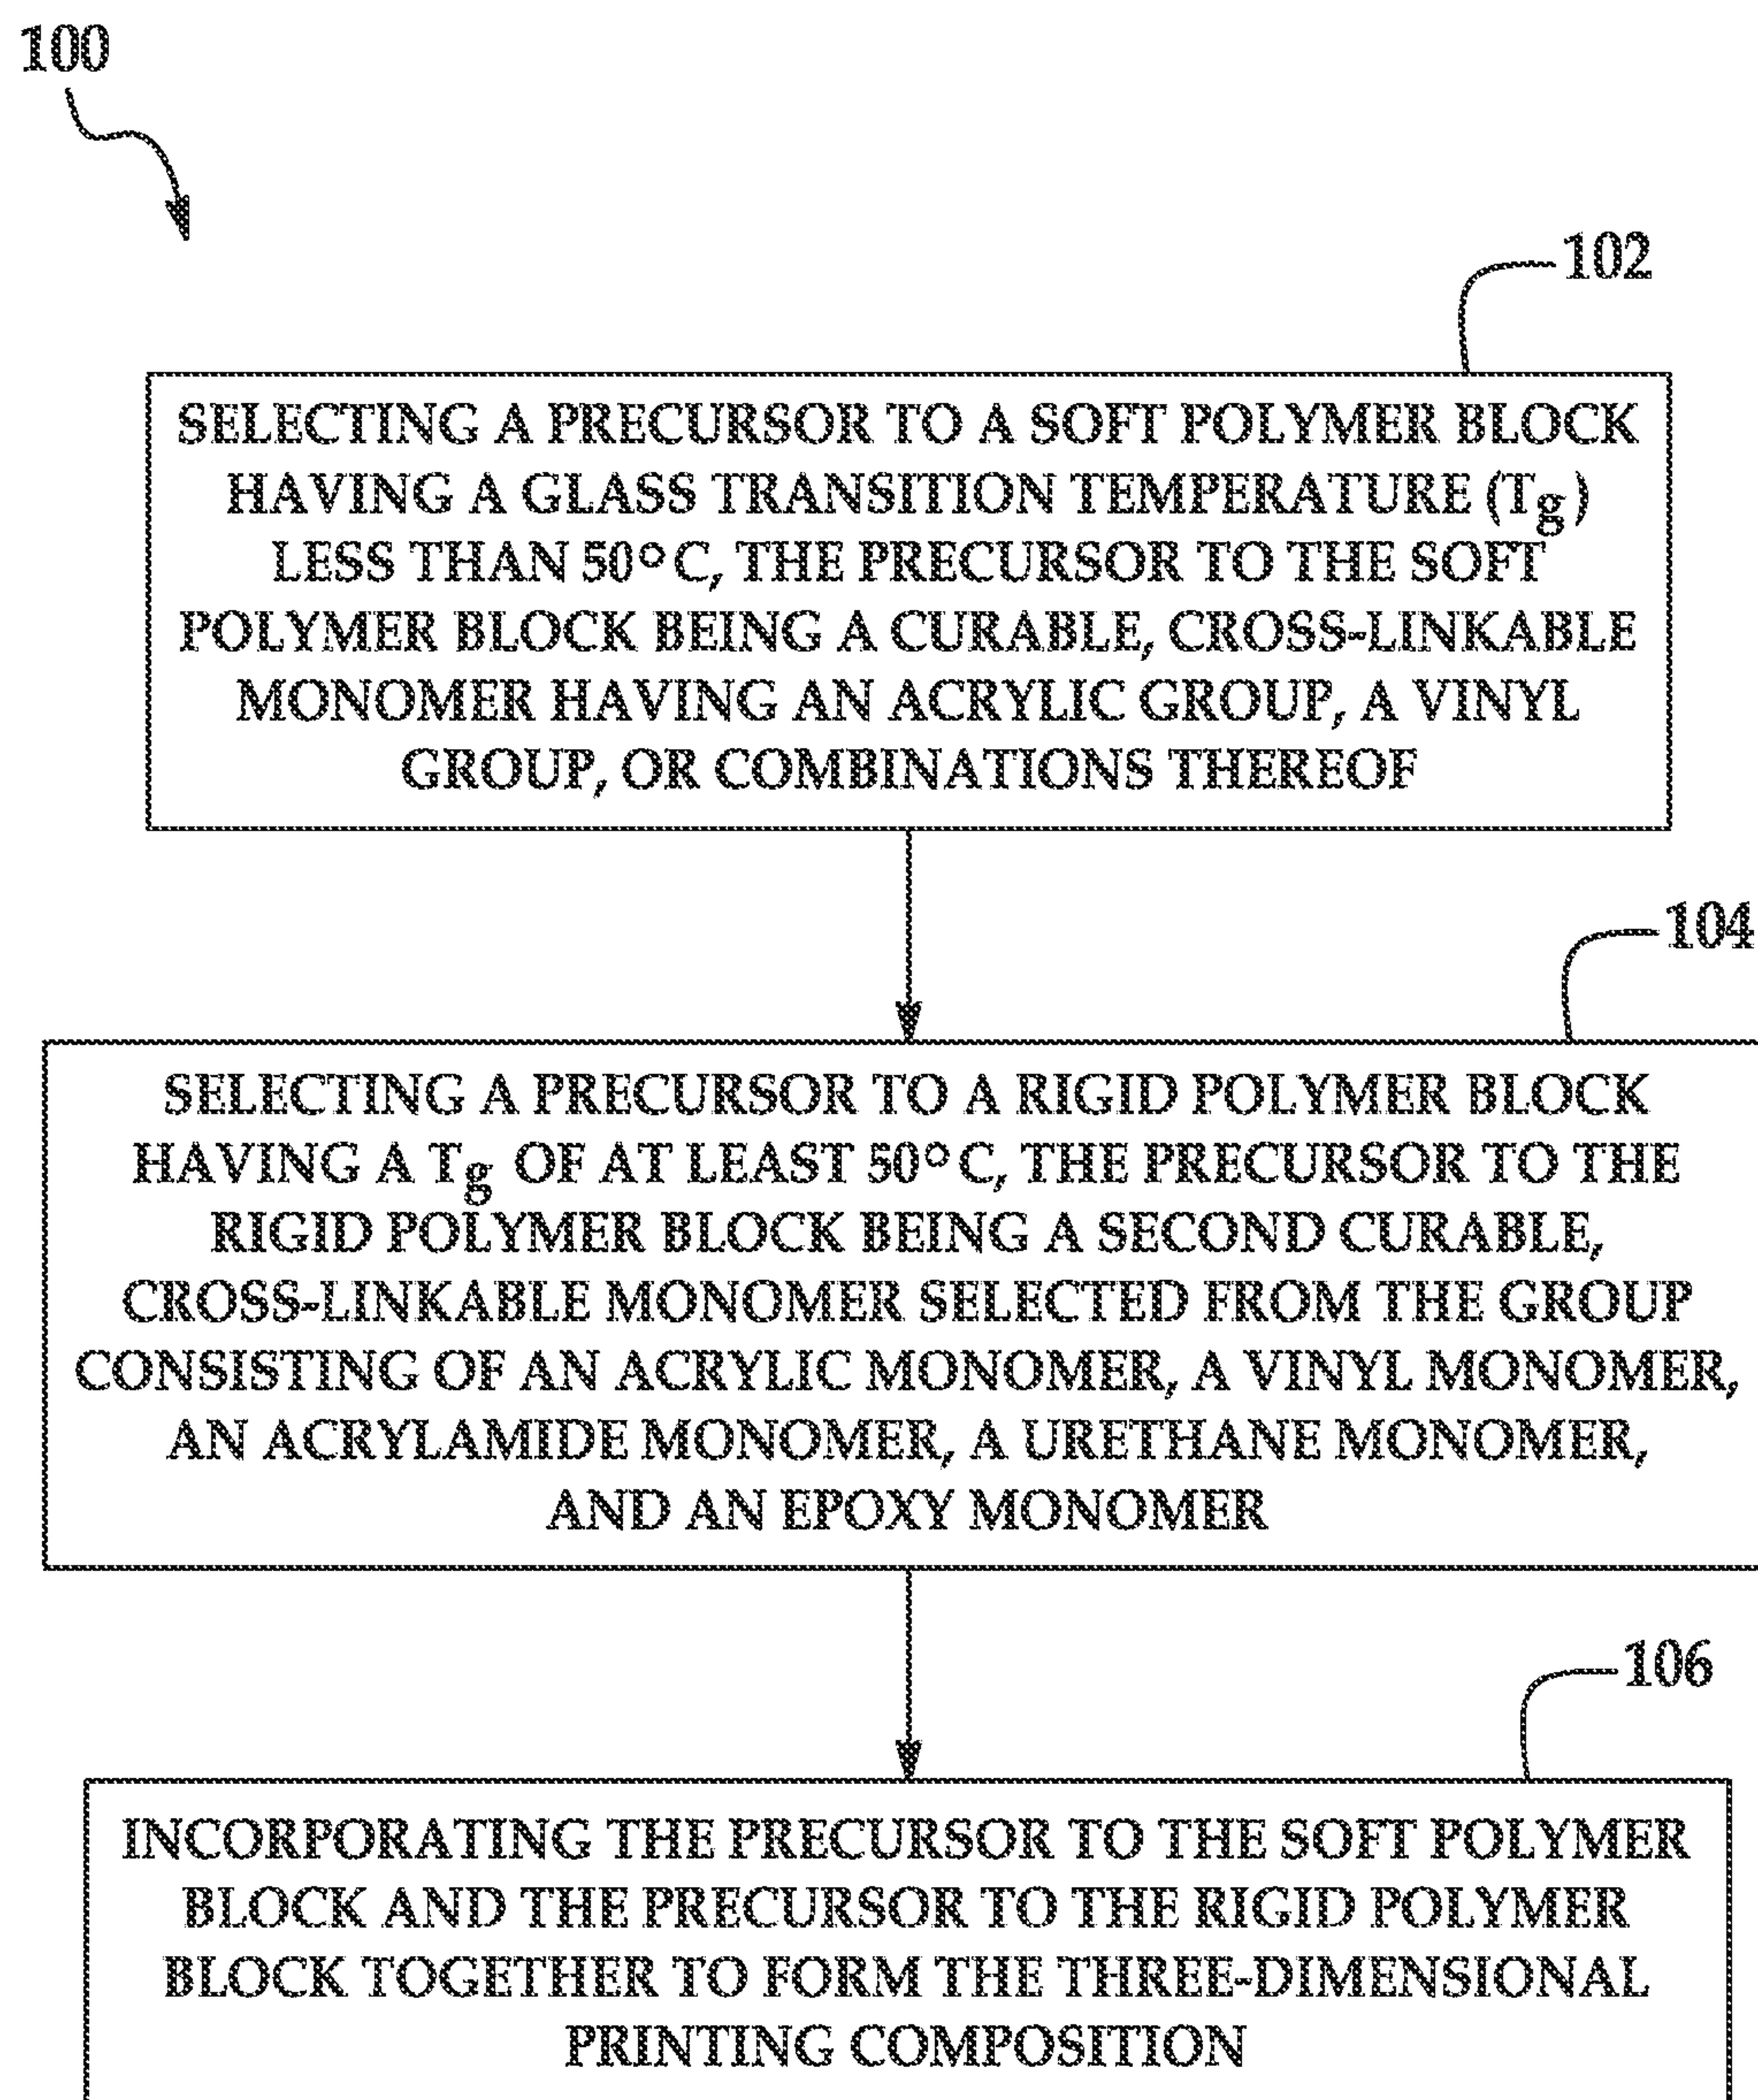 100
102
SELECTING A PRECURSOR TO A SOFT POLYMER BLOCK
HAVING A GLASS TRANSITION TEMPERATURE (Tg)
LESS THAN 50°C, THE PRECURSOR TO THE SOFT
POLYMER BLOCK BEING A CURABLE, CROSS-LINKABLE
MONOMER HAVING AN ACRYLIC GROUP, A VINYL
GROUP, OR COMBINATIONS THEREOF
104
SELECTING A PRECURSOR TO A RIGID POLYMER BLOCK
HAVING A Tg OF AT LEAST 50°C, THE PRECURSOR TO THE
RIGID POLYMER BLOCK BEING A SECOND CURABLE,
CROSS-LINKABLE MONOMER SELECTED FROM THE GROUP
CONSISTING OF AN ACRYLIC MONOMER, A VINYL MONOMER,
AN ACRYLAMIDE MONOMER, A URETHANE MONOMER,
AND AN EPOXY MONOMER
106
INCORPORATING THE PRECURSOR TO THE SOFT POLYMER
BLOCK AND THE PRECURSOR TO THE RIGID POLYMER
BLOCK TOGETHER TO FORM THE THREE-DIMENSIONAL
PRINTING COMPOSITION